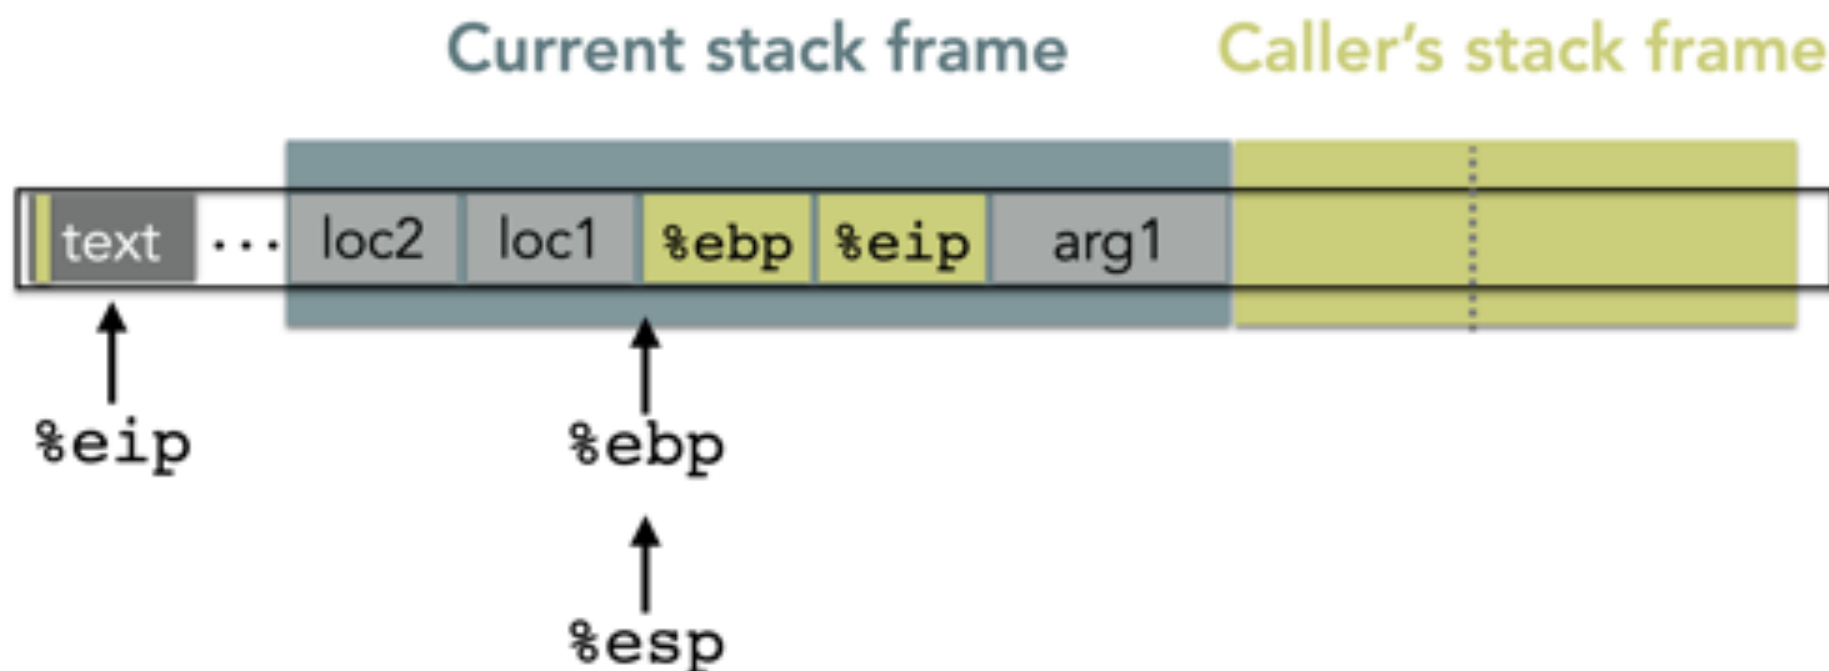 Current stack frame Caller's stack frame
text ... loc2 loc1 %ebp %eip arg1
%eip %ebp
%esp